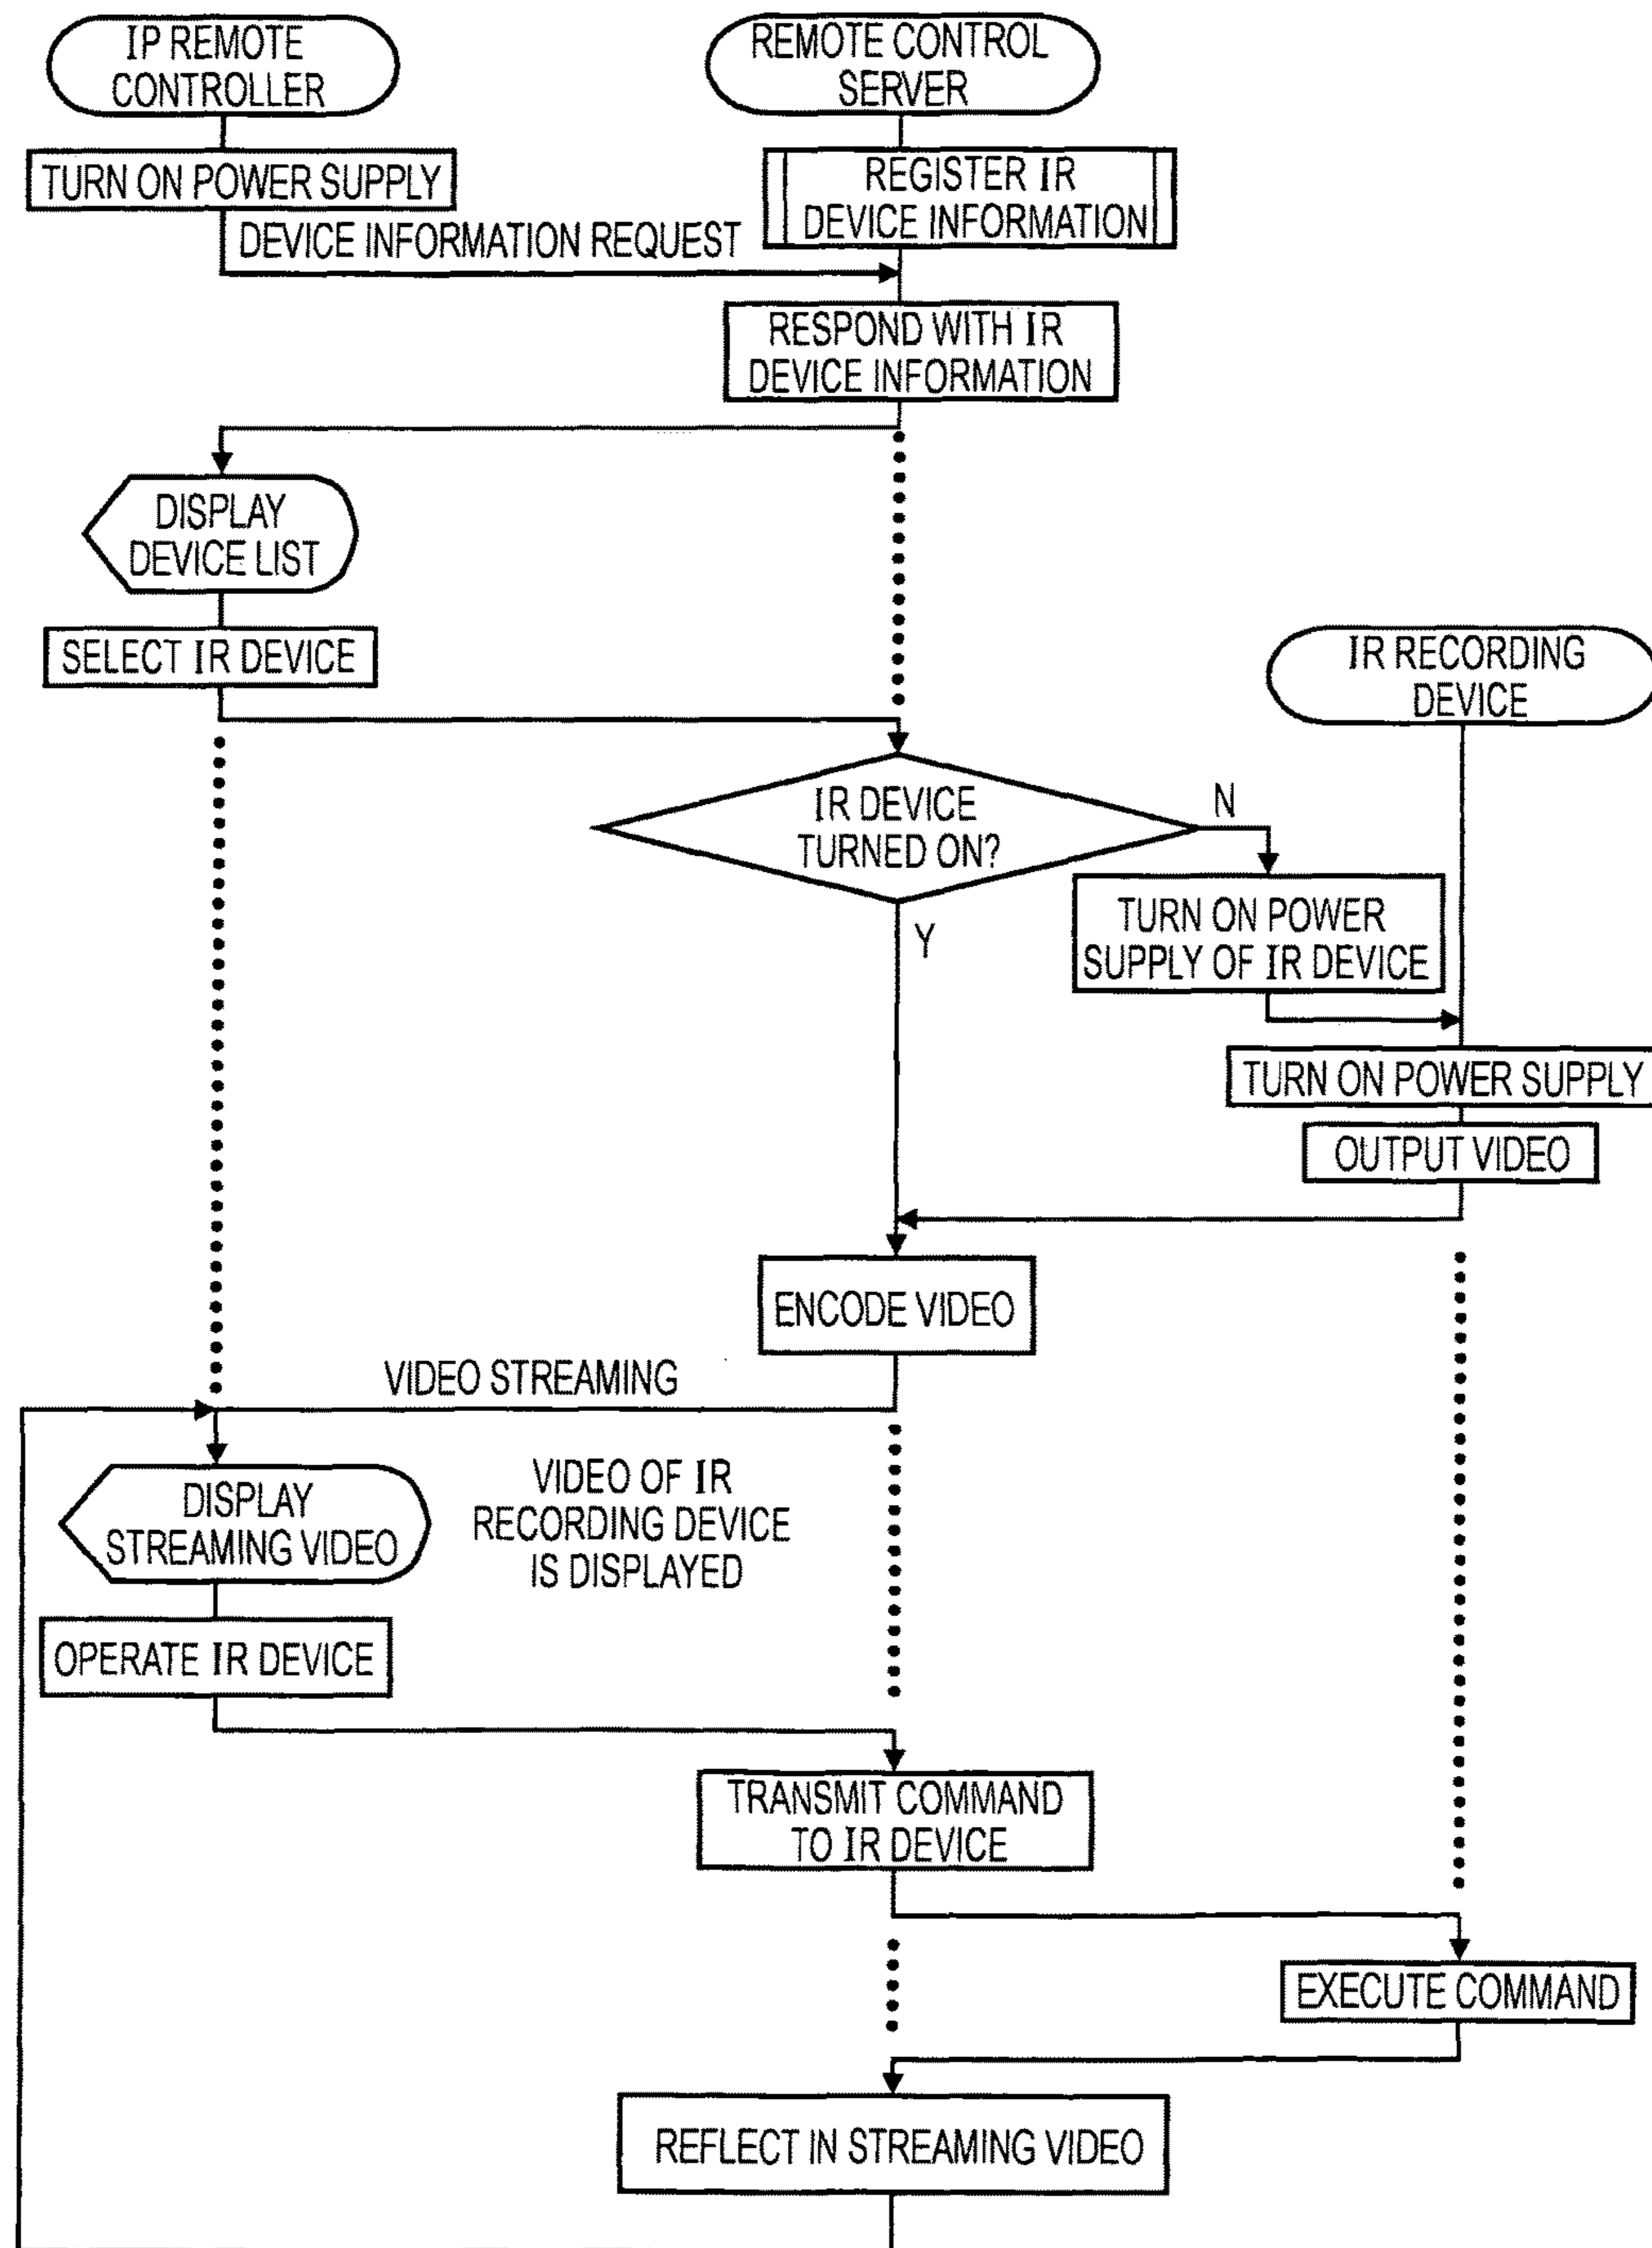 IP REMOTE
CONTROLLER
REMOTE CONTROL
SERVER
TURN ON POWER SUPPLY
REGISTER IR
DEVICE INFORMATION
DEVICE INFORMATION REQUEST
RESPOND WITH IR
DEVICE INFORMATION
DISPLAY
DEVICE LIST
SELECT IR DEVICE
IR RECORDING
DEVICE
IR DEVICE
TURNED ON?
N
Y
TURN ON POWER
SUPPLY OF IR DEVICE
TURN ON POWER SUPPLY
OUTPUT VIDEO
ENCODE VIDEO
VIDEO STREAMING
DISPLAY
STREAMING VIDEO
VIDEO OF IR
RECORDING DEVICE
IS DISPLAYED
OPERATE IR DEVICE
TRANSMIT COMMAND
TO IR DEVICE
EXECUTE COMMAND
REFLECT IN STREAMING VIDEO